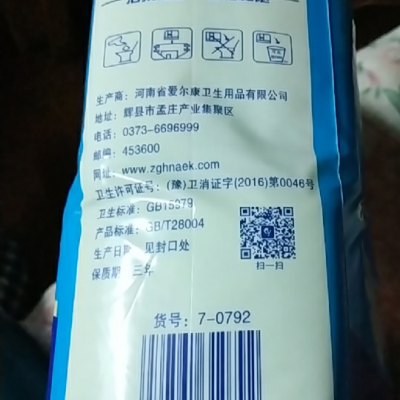 生产商：河南省爱尔康卫生用品有限公司
地址：辉县市孟庄产业集聚区
电话：0373-6696999
邮编：453600
www.zghnaek.com
卫生许可证号：(豫)卫消证字(2016)第0046号
卫生标准：GB15979
产品标准：GB/T28004
生产日期：见封口处
保质期：三年
扫一扫
货号：7-0792